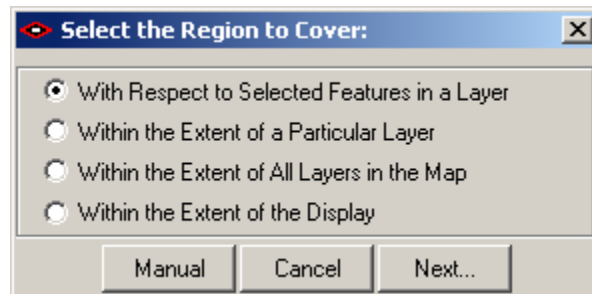 Select the Region to Cover:
With Respect to Selected Features in a Layer
Within the Extent of a Particular Layer
Within the Extent of All Layers in the Map
Within the Extent of the Display
Manual Cancel Next...